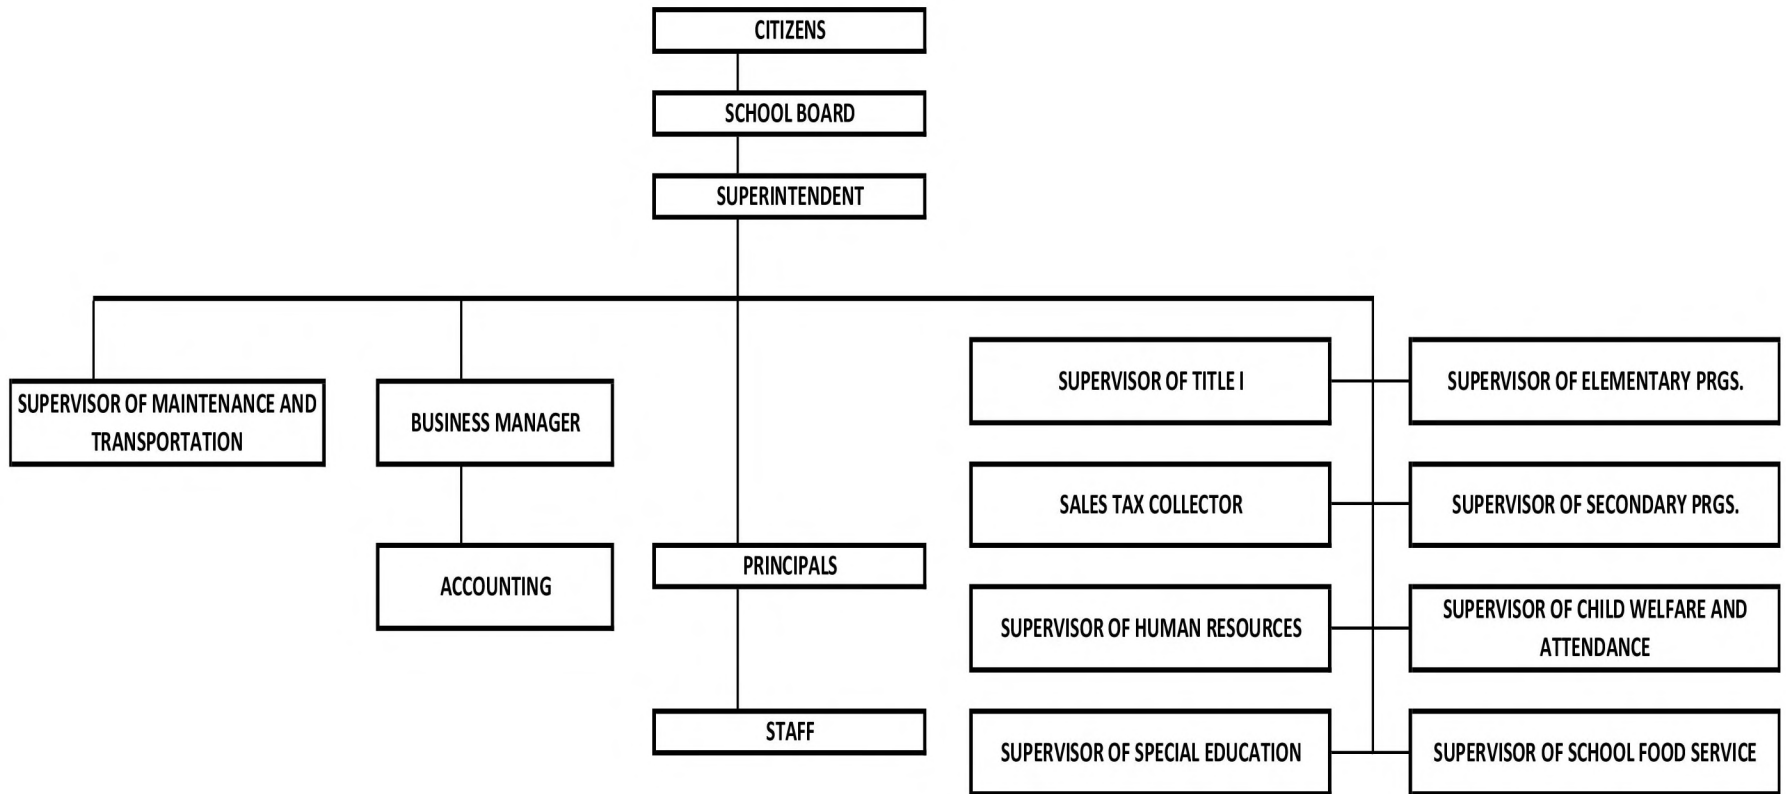 CITIZENS
SCHOOL BOARD
SUPERINTENDENT
SUPERVISOR OF MAINTENANCE AND
TRANSPORTATION
BUSINESS MANAGER
ACCOUNTING
PRINCIPALS
STAFF
SUPERVISOR OF TITLE I
SUPERVISOR OF ELEMENTARY PRGS.
SALES TAX COLLECTOR
SUPERVISOR OF SECONDARY PRGS.
SUPERVISOR OF HUMAN RESOURCES
SUPERVISOR OF CHILD WELFARE AND
ATTENDANCE
SUPERVISOR OF SPECIAL EDUCATION
SUPERVISOR OF SCHOOL FOOD SERVICE